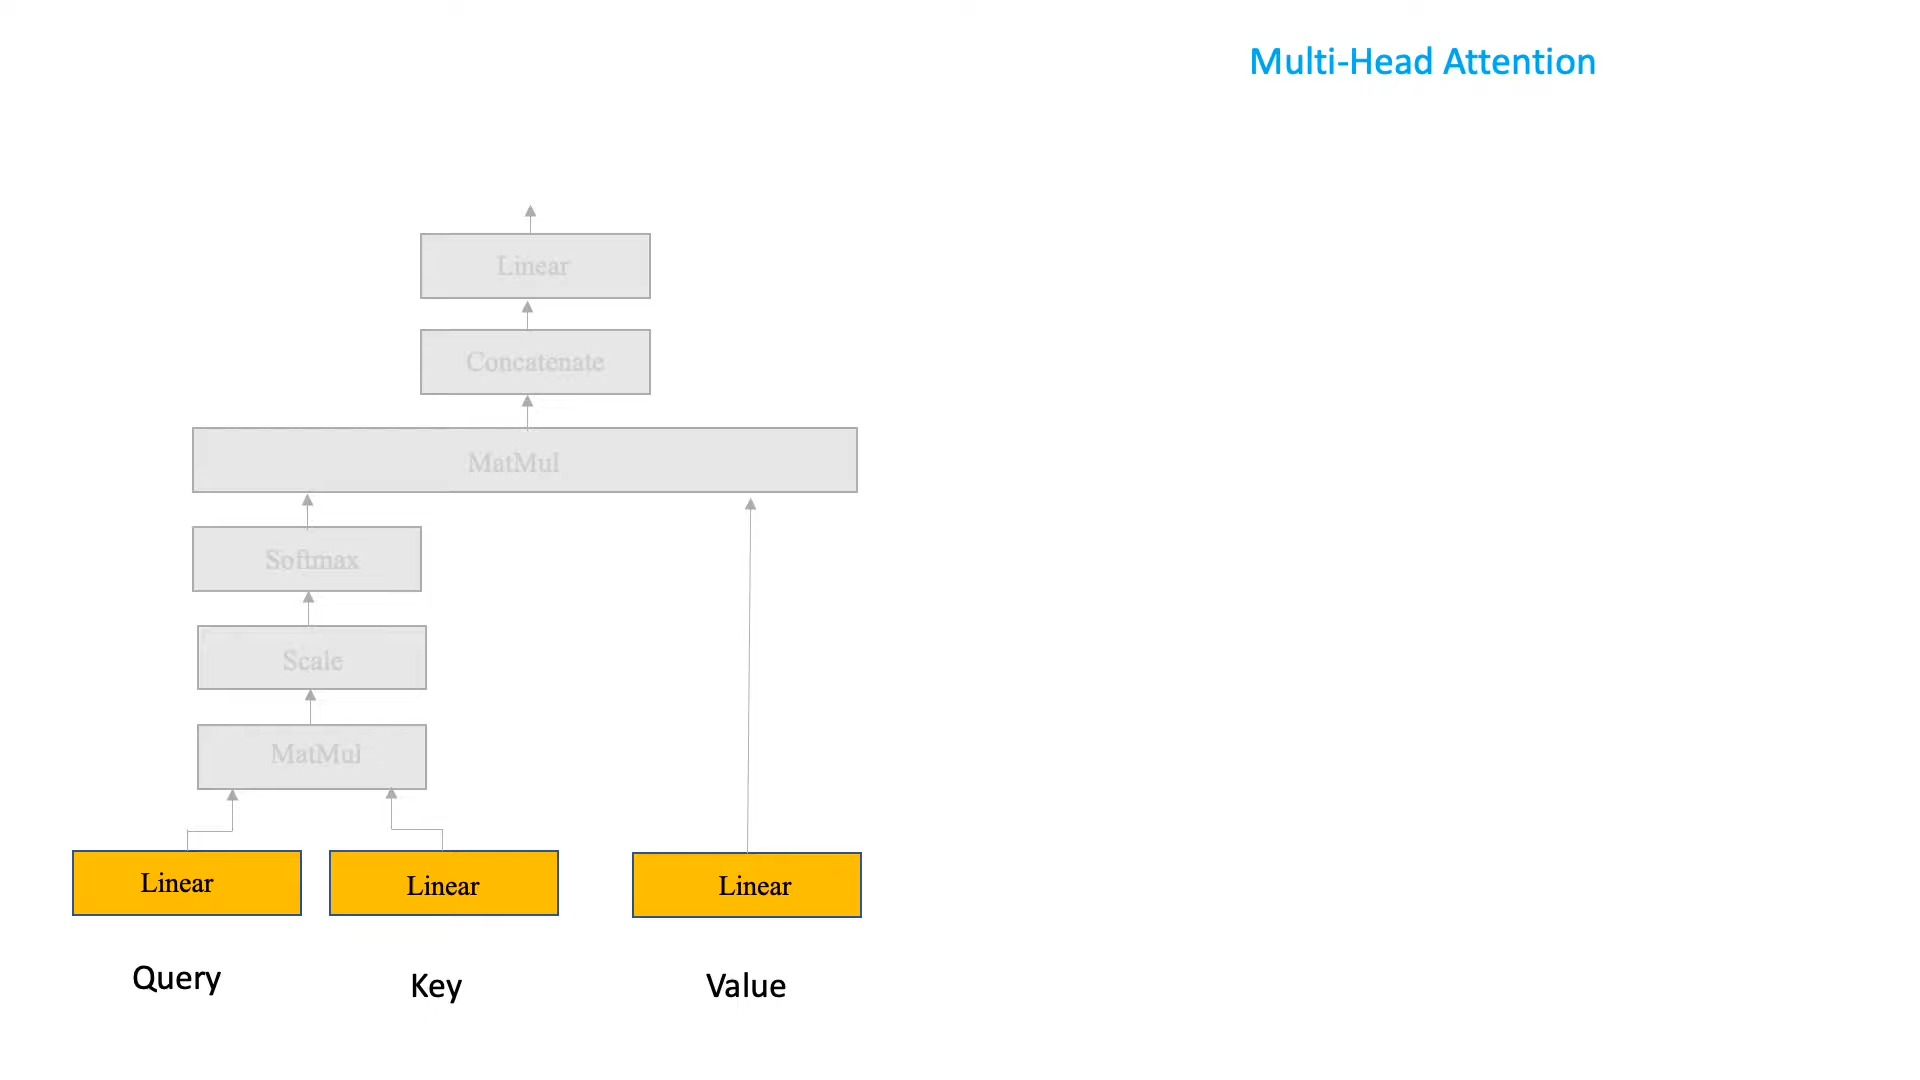 Multi-Head Attention
Linear
Concatenate
MatMul
Softmax
Scale
MatMul
Linear
Linear
Linear
Query
Key
Value